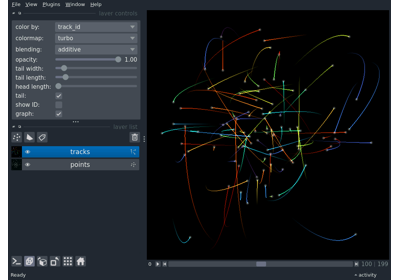 File View Plugins Window Help
layer controls
color by: track_id
colormap: turbo
blending: additive
opacity: 1.00
tail width:
tail length:
head length:
tail:
show ID:
graph:
layer list
tracks
points
100 | 199
Ready
activity